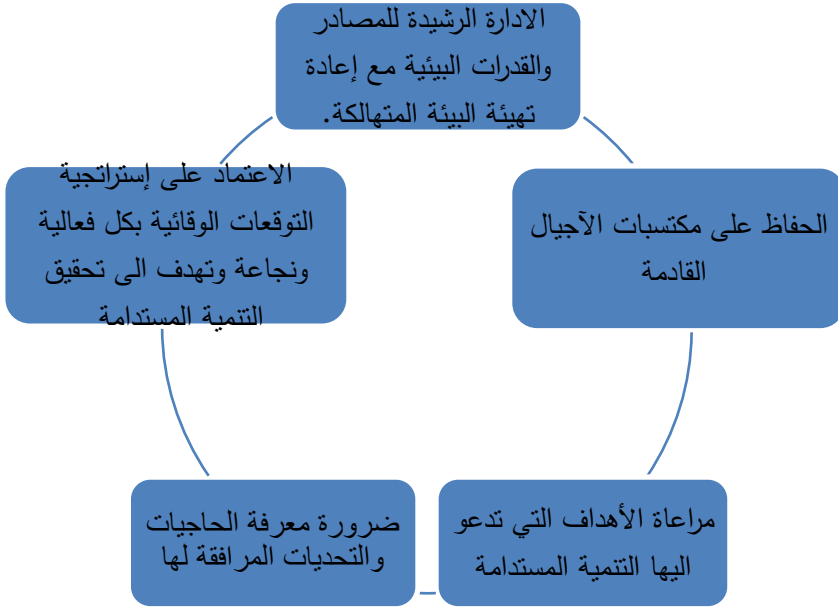 الادارة الرشيدة للمصادر
والقدرات البيئية مع إعادة
تهيئة البيئة المتهالكة.
الحفاظ على مكتسبات الآجيال
القادمة
مراعاة الأهداف التي تدعو
اليها التنمية المستدامة
ضرورة معرفة الحاجيات
والتحديات المرافقة لها
الاعتماد على إستراتجية
التوقعات الوقائية بكل فعالية
ونجاعة وتهدف الى تحقيق
التنمية المستدامة